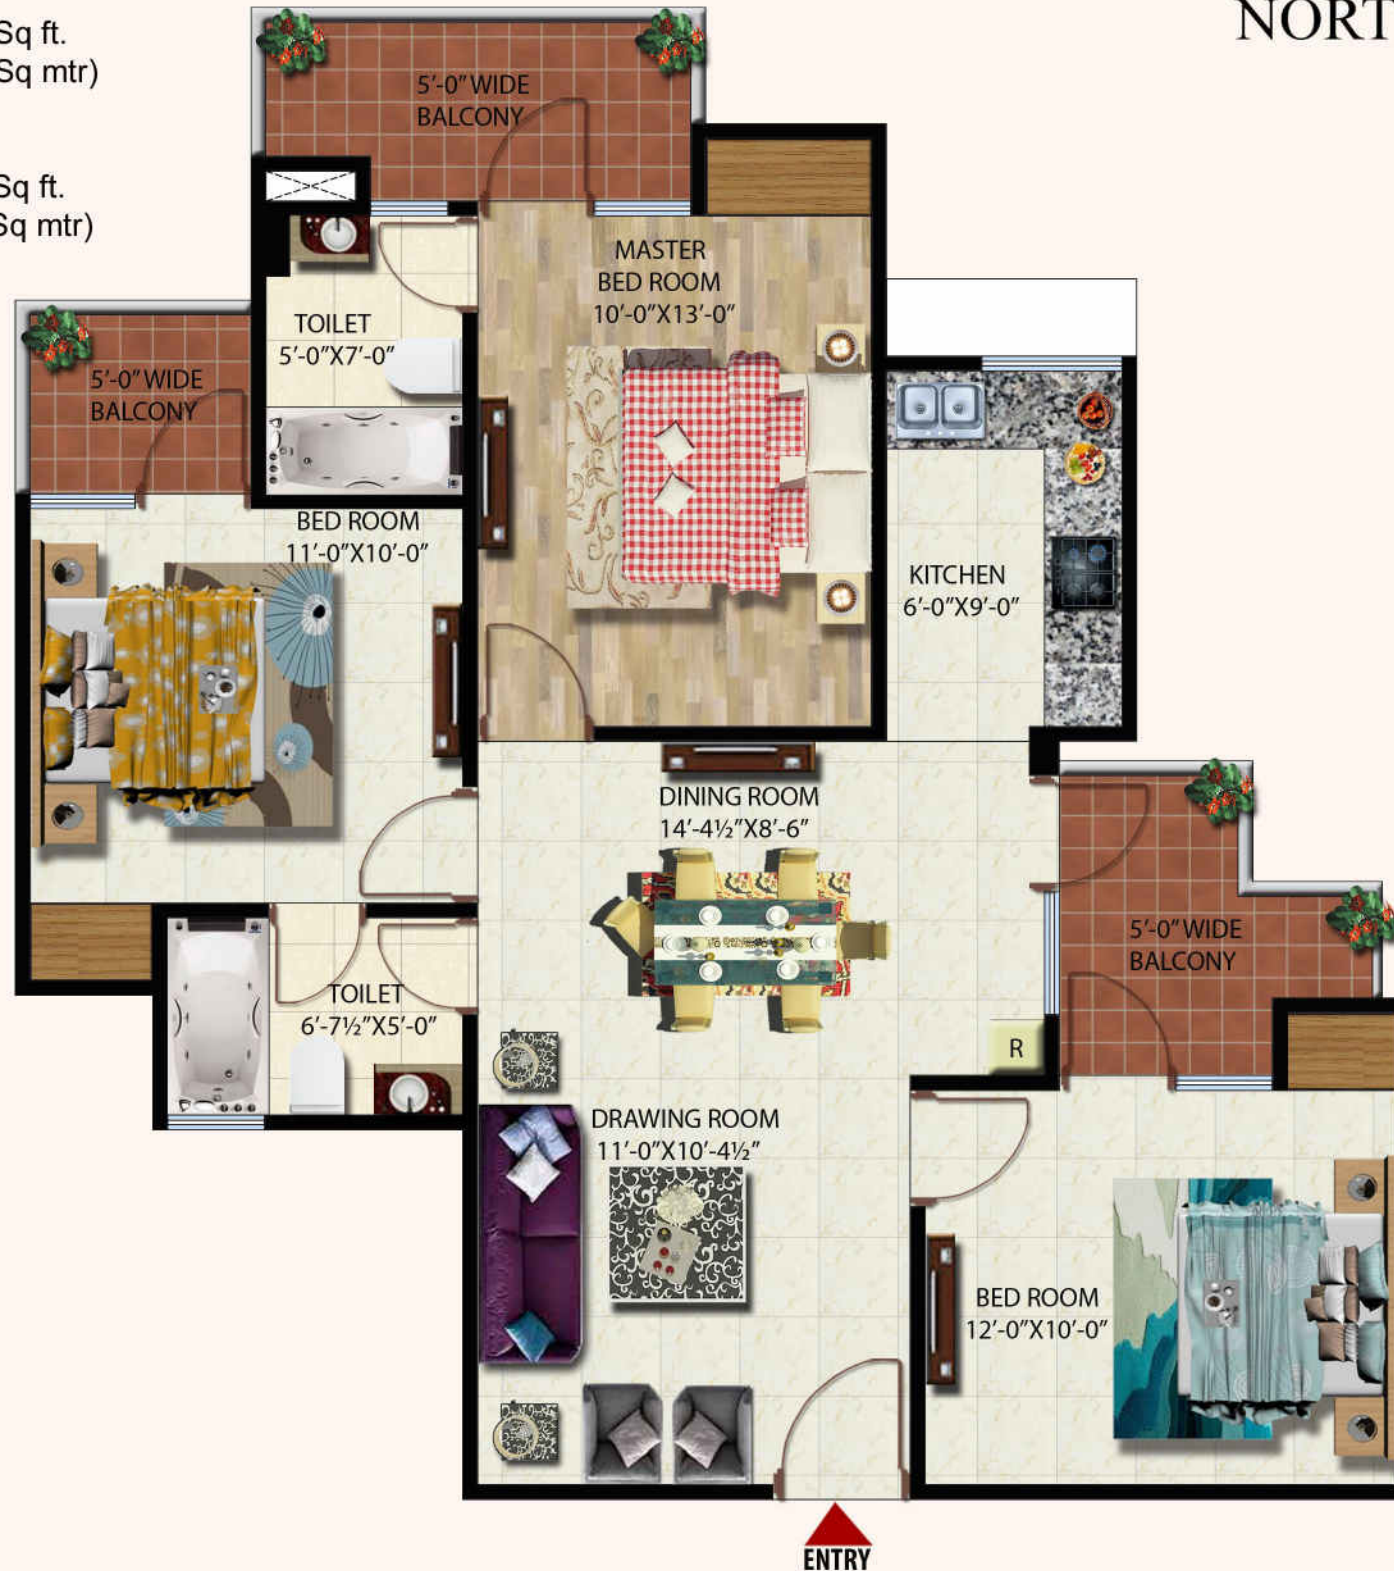 Sq ft.
Sq mtr)
NORT
Sq ft.
Sq mtr)
5'-0" WIDE
BALCONY
MASTER
BED ROOM
10'-0"X13'-0"
TOILET
5'-0"X7'-0"
5'-0" WIDE
BALCONY
BED ROOM
11'-0"X10'-0"
KITCHEN
6'-0"X9'-0"
DINING ROOM
14'-4½"X8'-6"
5'-0" WIDE
BALCONY
TOILET
6'-7½"X5'-0"
R
DRAWING ROOM
11'-0"X10'-4½"
BED ROOM
12'-0"X10'-0"
ENTRY